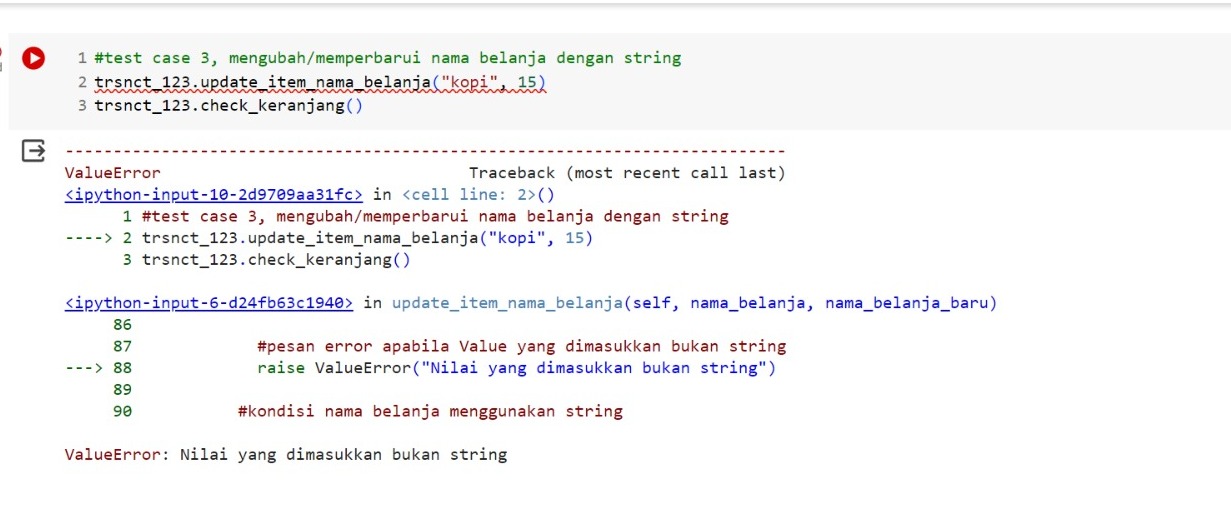 1 #test case 3, mengubah/memperbarui nama belanja dengan string
2 trsnct_123.update_item_nama_belanja("kopi", 15)
3 trsnct_123.check_keranjang()
---------------------------------------------------------------------------
ValueError                                Traceback (most recent call last)
<ipython-input-10-2d9709aa31fc> in <cell line: 2>()
      1 #test case 3, mengubah/memperbarui nama belanja dengan string
----> 2 trsnct_123.update_item_nama_belanja("kopi", 15)
      3 trsnct_123.check_keranjang()
<ipython-input-6-d24fb63c1940> in update_item_nama_belanja(self, nama_belanja, nama_belanja_baru)
     86
     87             #pesan error apabila Value yang dimasukkan bukan string
---> 88             raise ValueError("Nilai yang dimasukkan bukan string")
     89
     90           #kondisi nama belanja menggunakan string
ValueError: Nilai yang dimasukkan bukan string